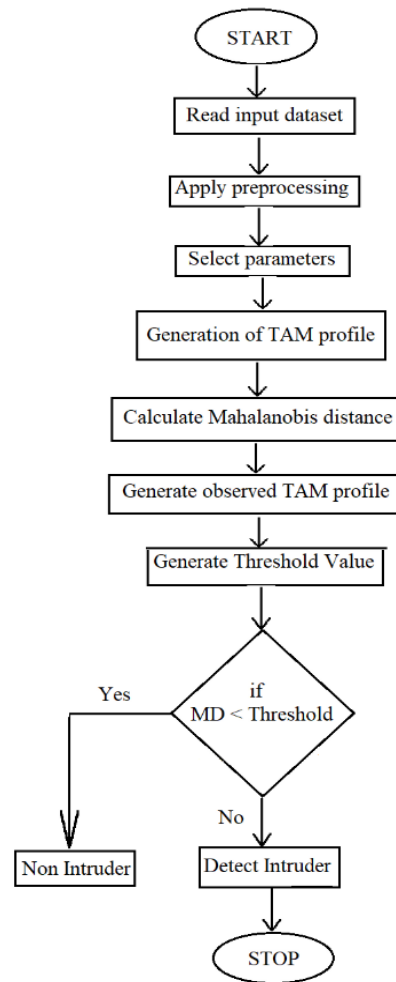 START
Read input dataset
Apply preprocessing
Select parameters
Generation of TAM profile
Calculate Mahalanobis distance
Generate observed TAM profile
Generate Threshold Value
if
MD < Threshold
Yes
No
Non Intruder
Detect Intruder
STOP